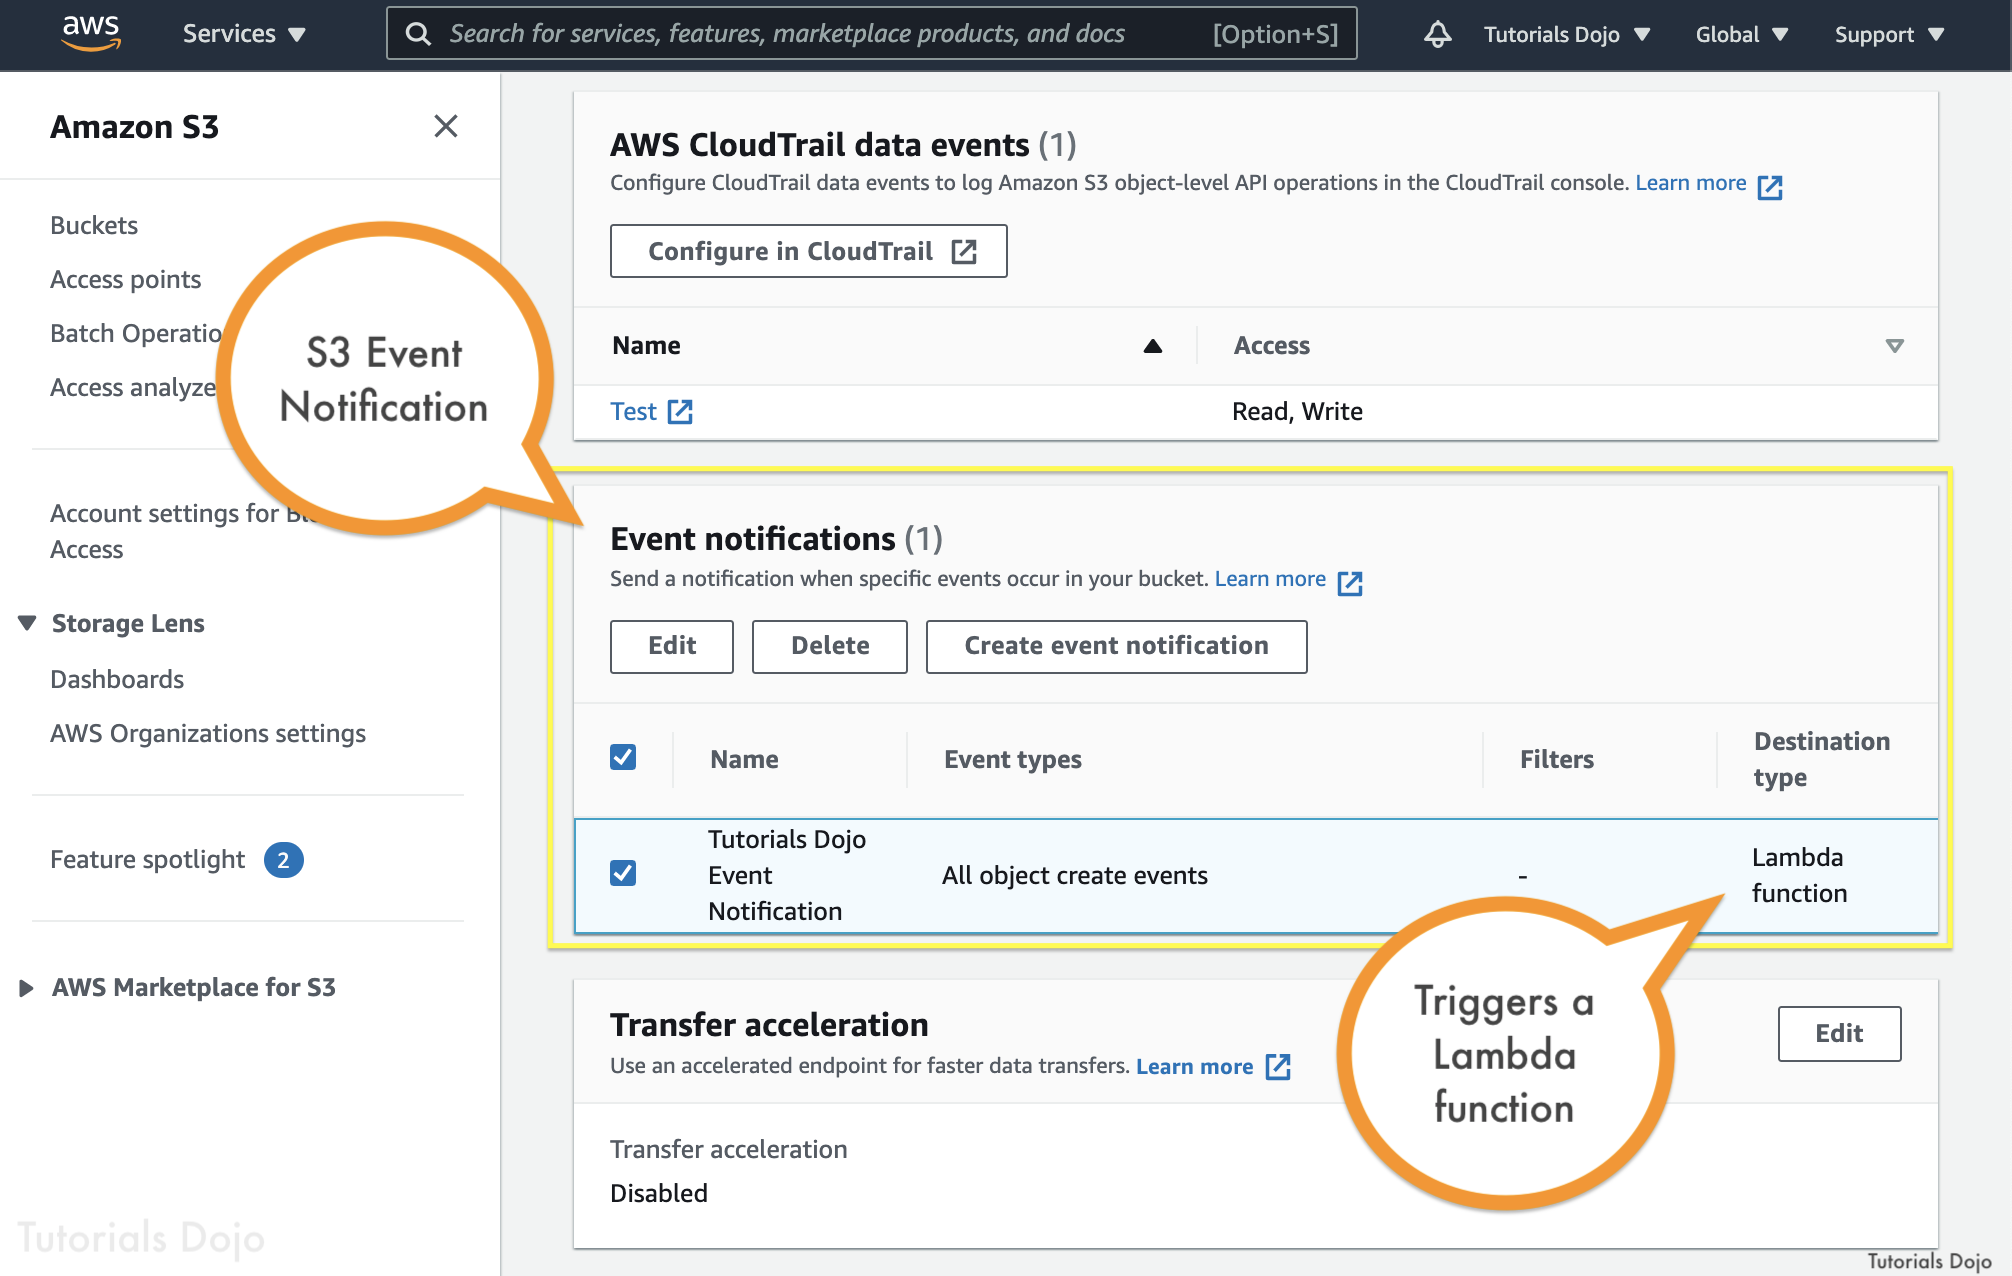 aws
Services
Search for services, features, marketplace products, and docs
[Option+S]
Tutorials Dojo
Global
Support
Amazon S3
Buckets
Access points
Batch
Access
Account settings for
Access
Storage Lens
Dashboards
AWS Organizations settings
Feature spotlight 2
AWS Marketplace for S3
S3 Event
Notification
AWS CloudTrail data events (1)
Configure CloudTrail data events to log Amazon S3 object-level API operations in the CloudTrail console. Learn more
Configure in CloudTrail
Name
Access
Test
Read, Write
Event notifications (1)
Send a notification when specific events occur in your bucket. Learn more
Edit
Delete
Create event notification
Name
Event types
Filters
Destination
type
Tutorials Dojo
Event
Notification
All object create events
-
Lambda
function
Triggers a
Lambda
function
Transfer acceleration
Use an accelerated endpoint for faster data transfers. Learn more
Edit
Transfer acceleration
Disabled
Tutorials Dojo
Tutorials Dojo